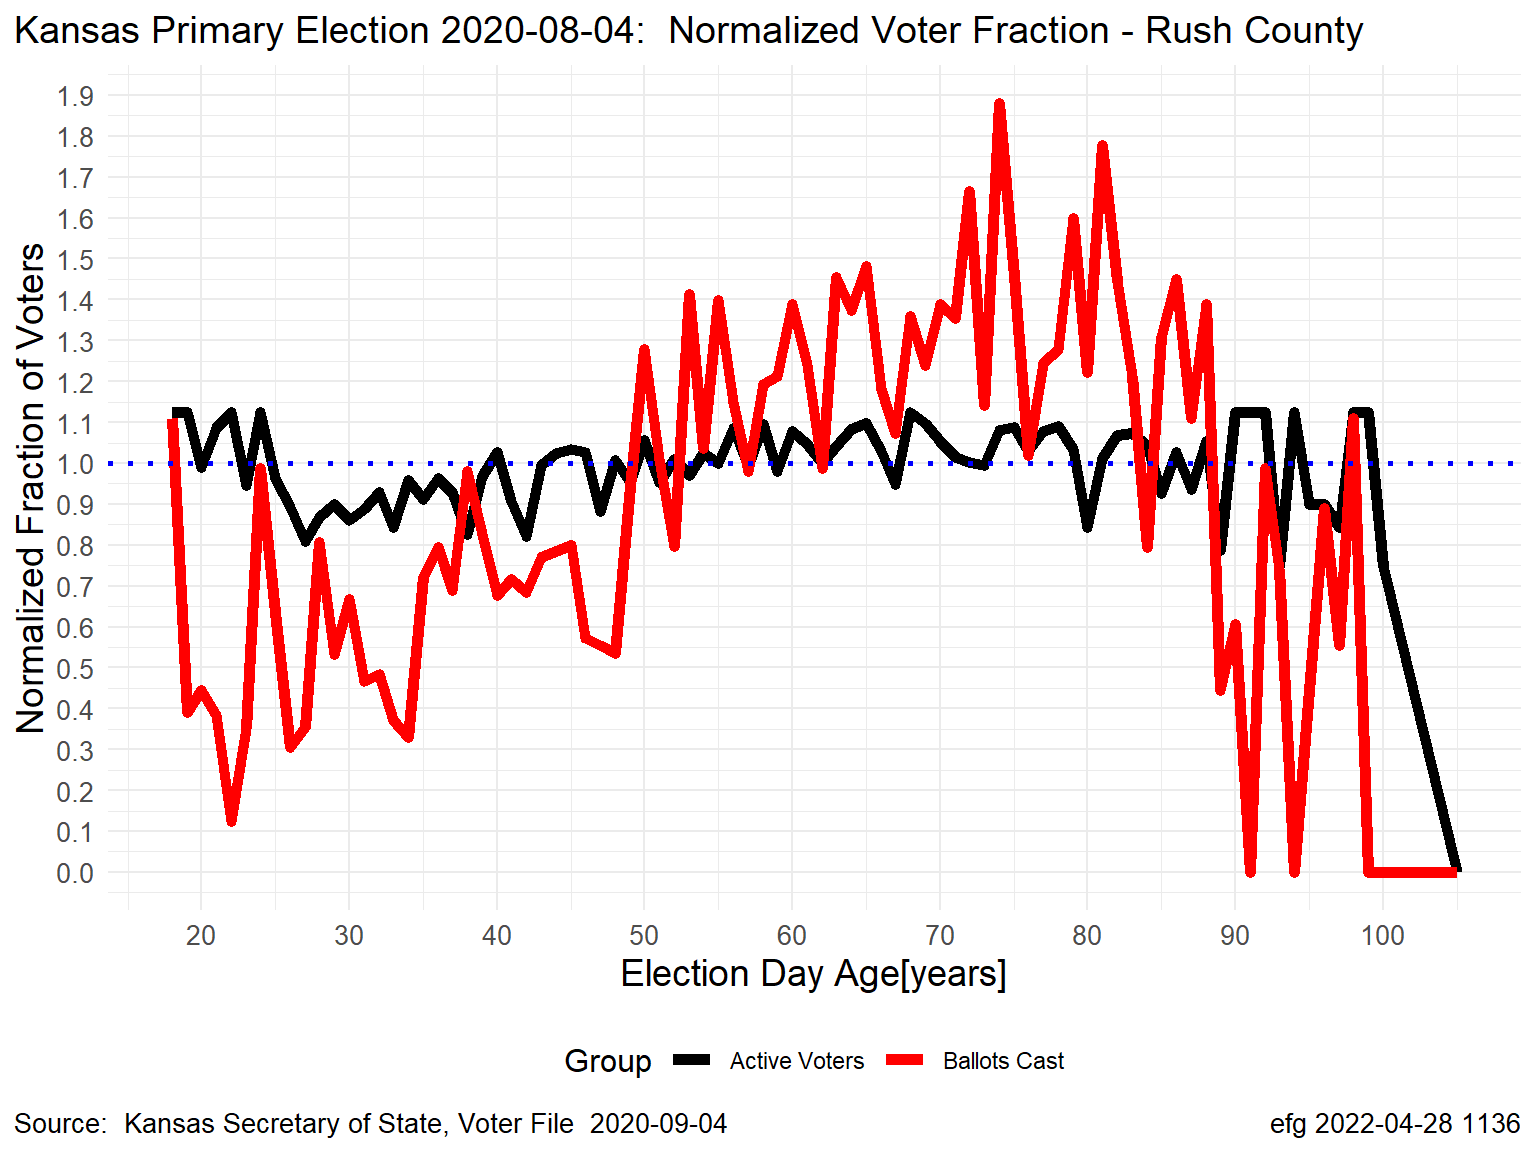 Kansas Primary Election 2020-08-04:  Normalized Voter Fraction - Rush County
Normalized Fraction of Voters
1.9
1.8
1.7
1.6
1.5
1.4
1.3
1.2
1.1
1.0
0.9
0.8
0.7
0.6
0.5
0.4
0.3
0.2
0.1
0.0
20 30 40 50 60 70 80 90 100
Election Day Age[years]
Group Active Voters Ballots Cast
Source:  Kansas Secretary of State, Voter File  2020-09-04
efg 2022-04-28 1136